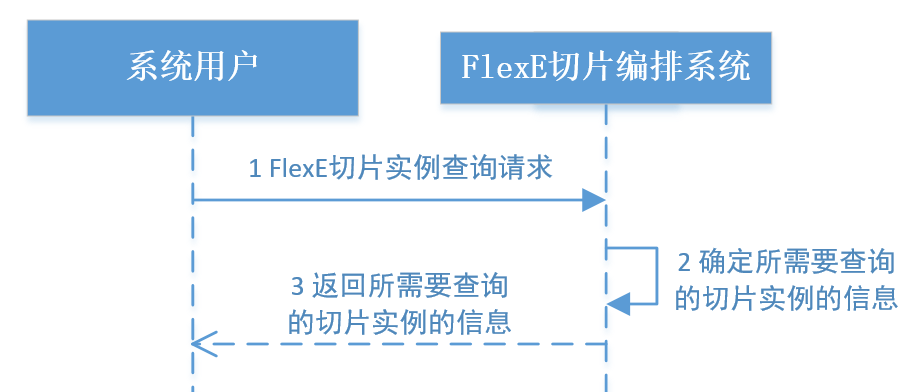 系统用户
FlexE切片编排系统
1 FlexE切片实例查询请求
2 确定所需要查询
的切片实例的信息
3 返回所需要查询
的切片实例的信息